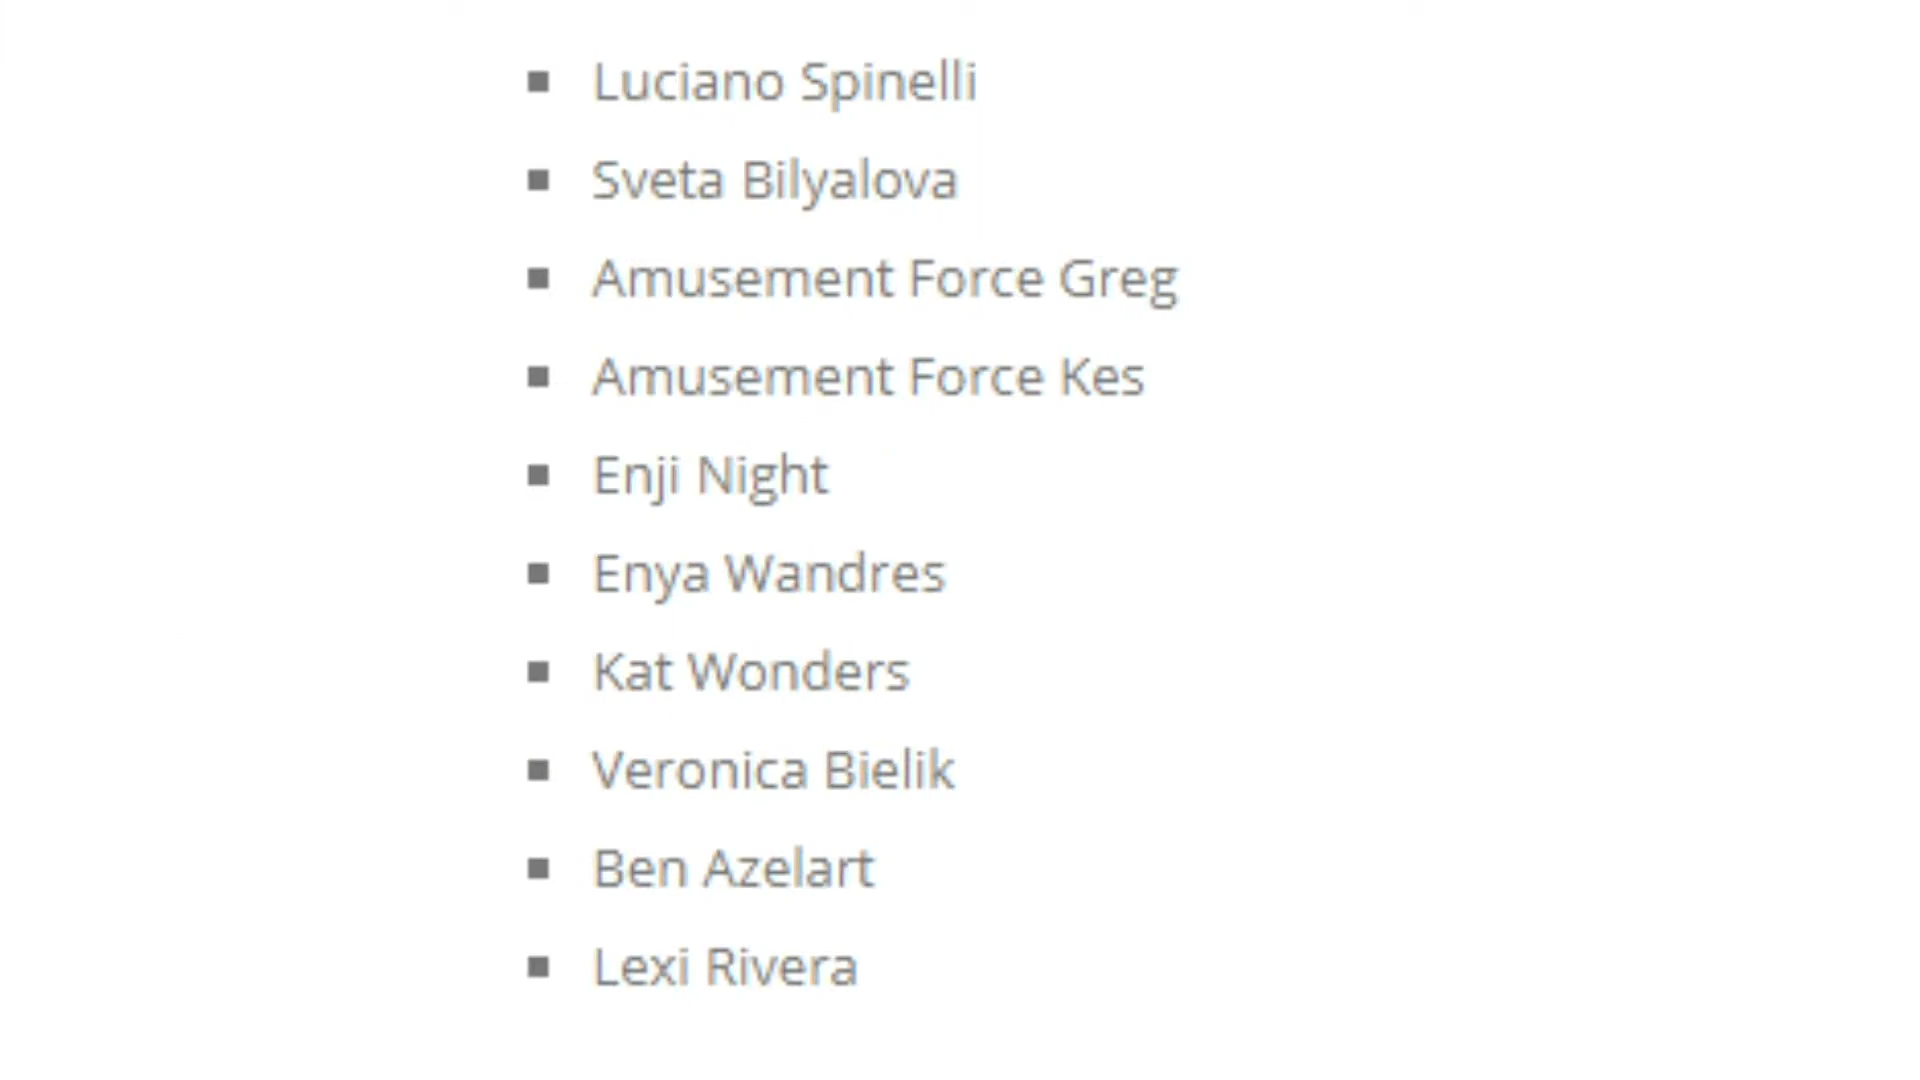 Luciano Spinelli
Sveta Bilyalova
Amusement Force Greg
Amusement Force Kes
Enji Night
Enya Wandres
Kat Wonders
Veronica Bielik
Ben Azelart
Lexi Rivera